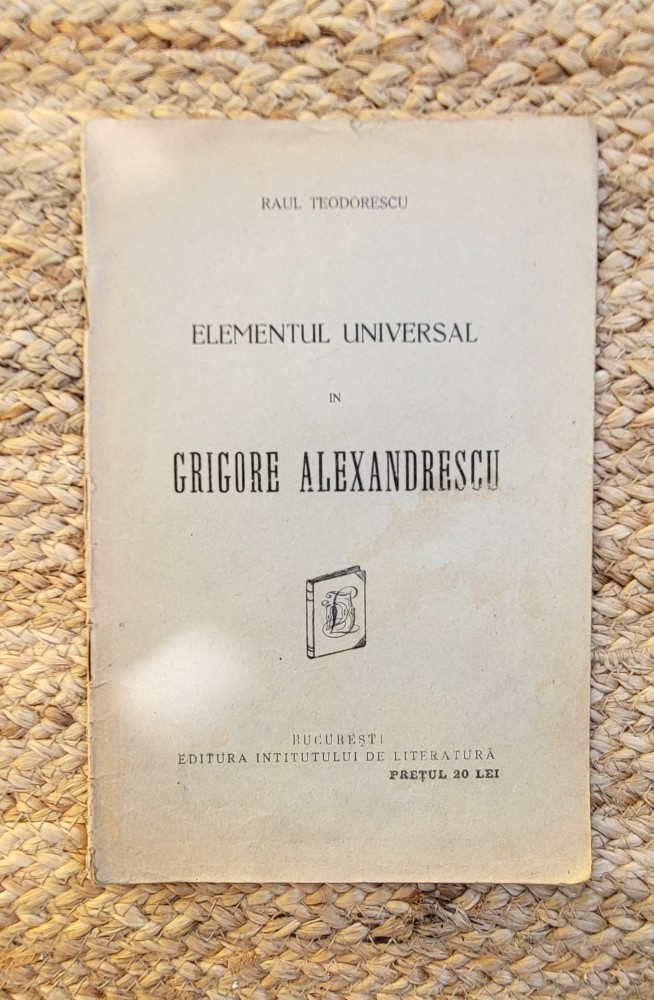 RAUL TEODORESCU
ELEMENTUL UNIVERSAL
IN
GRIGORE ALEXANDRESCU
BUCUREȘTI
EDITURA INTITUTULUI DE LITERATURĂ
PREȚUL 20 LEI